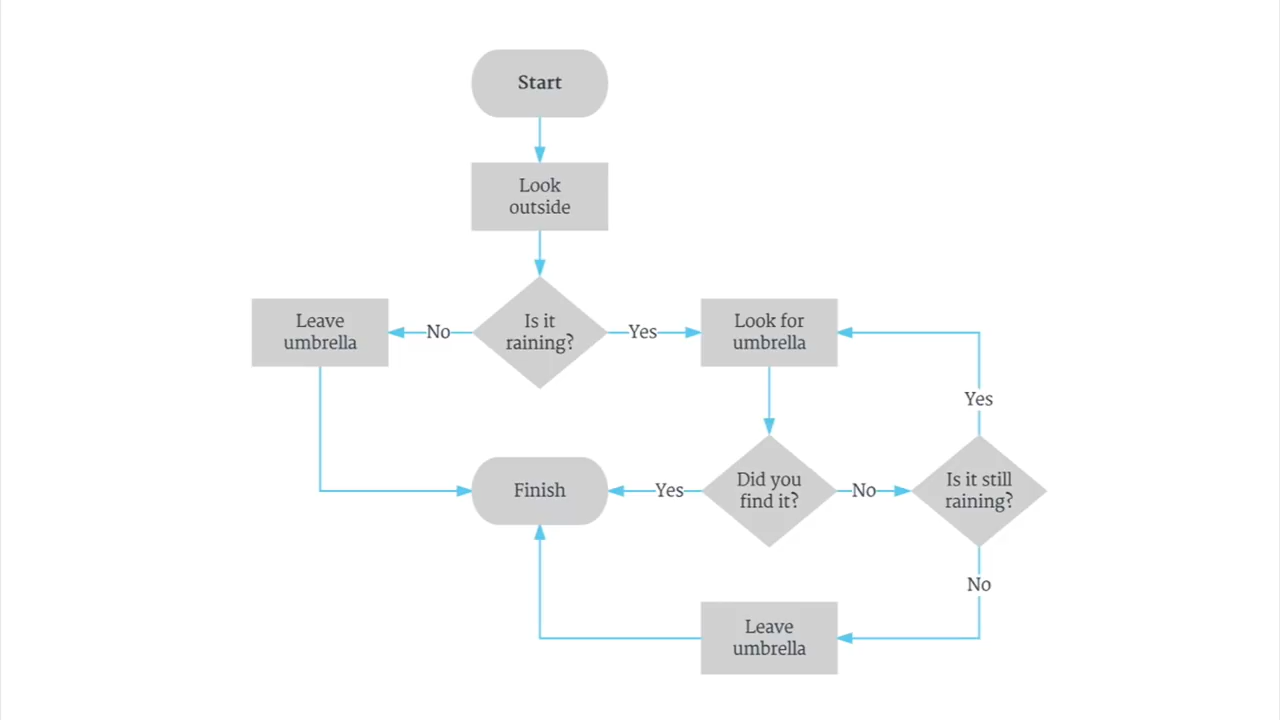 Start
Look
outside
Leave
umbrella
No
Is it
raining?
Yes
Look for
umbrella
Yes
Finish
Yes
Did you
find it?
No
Is it still
raining?
No
Leave
umbrella